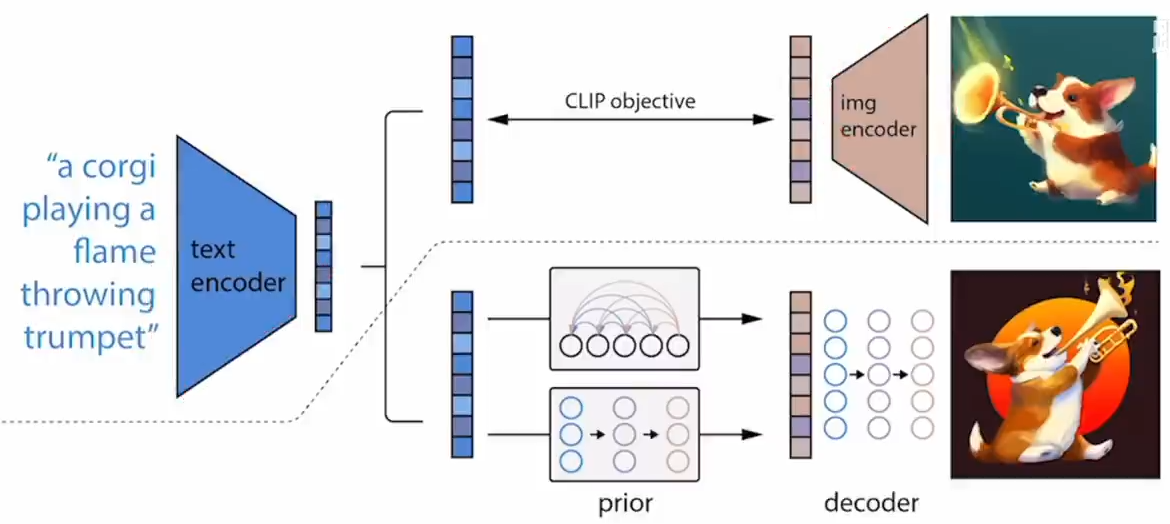 “a corgi
playing a
flame
throwing
trumpet”
text
encoder
CLIP objective
img
encoder
prior
decoder